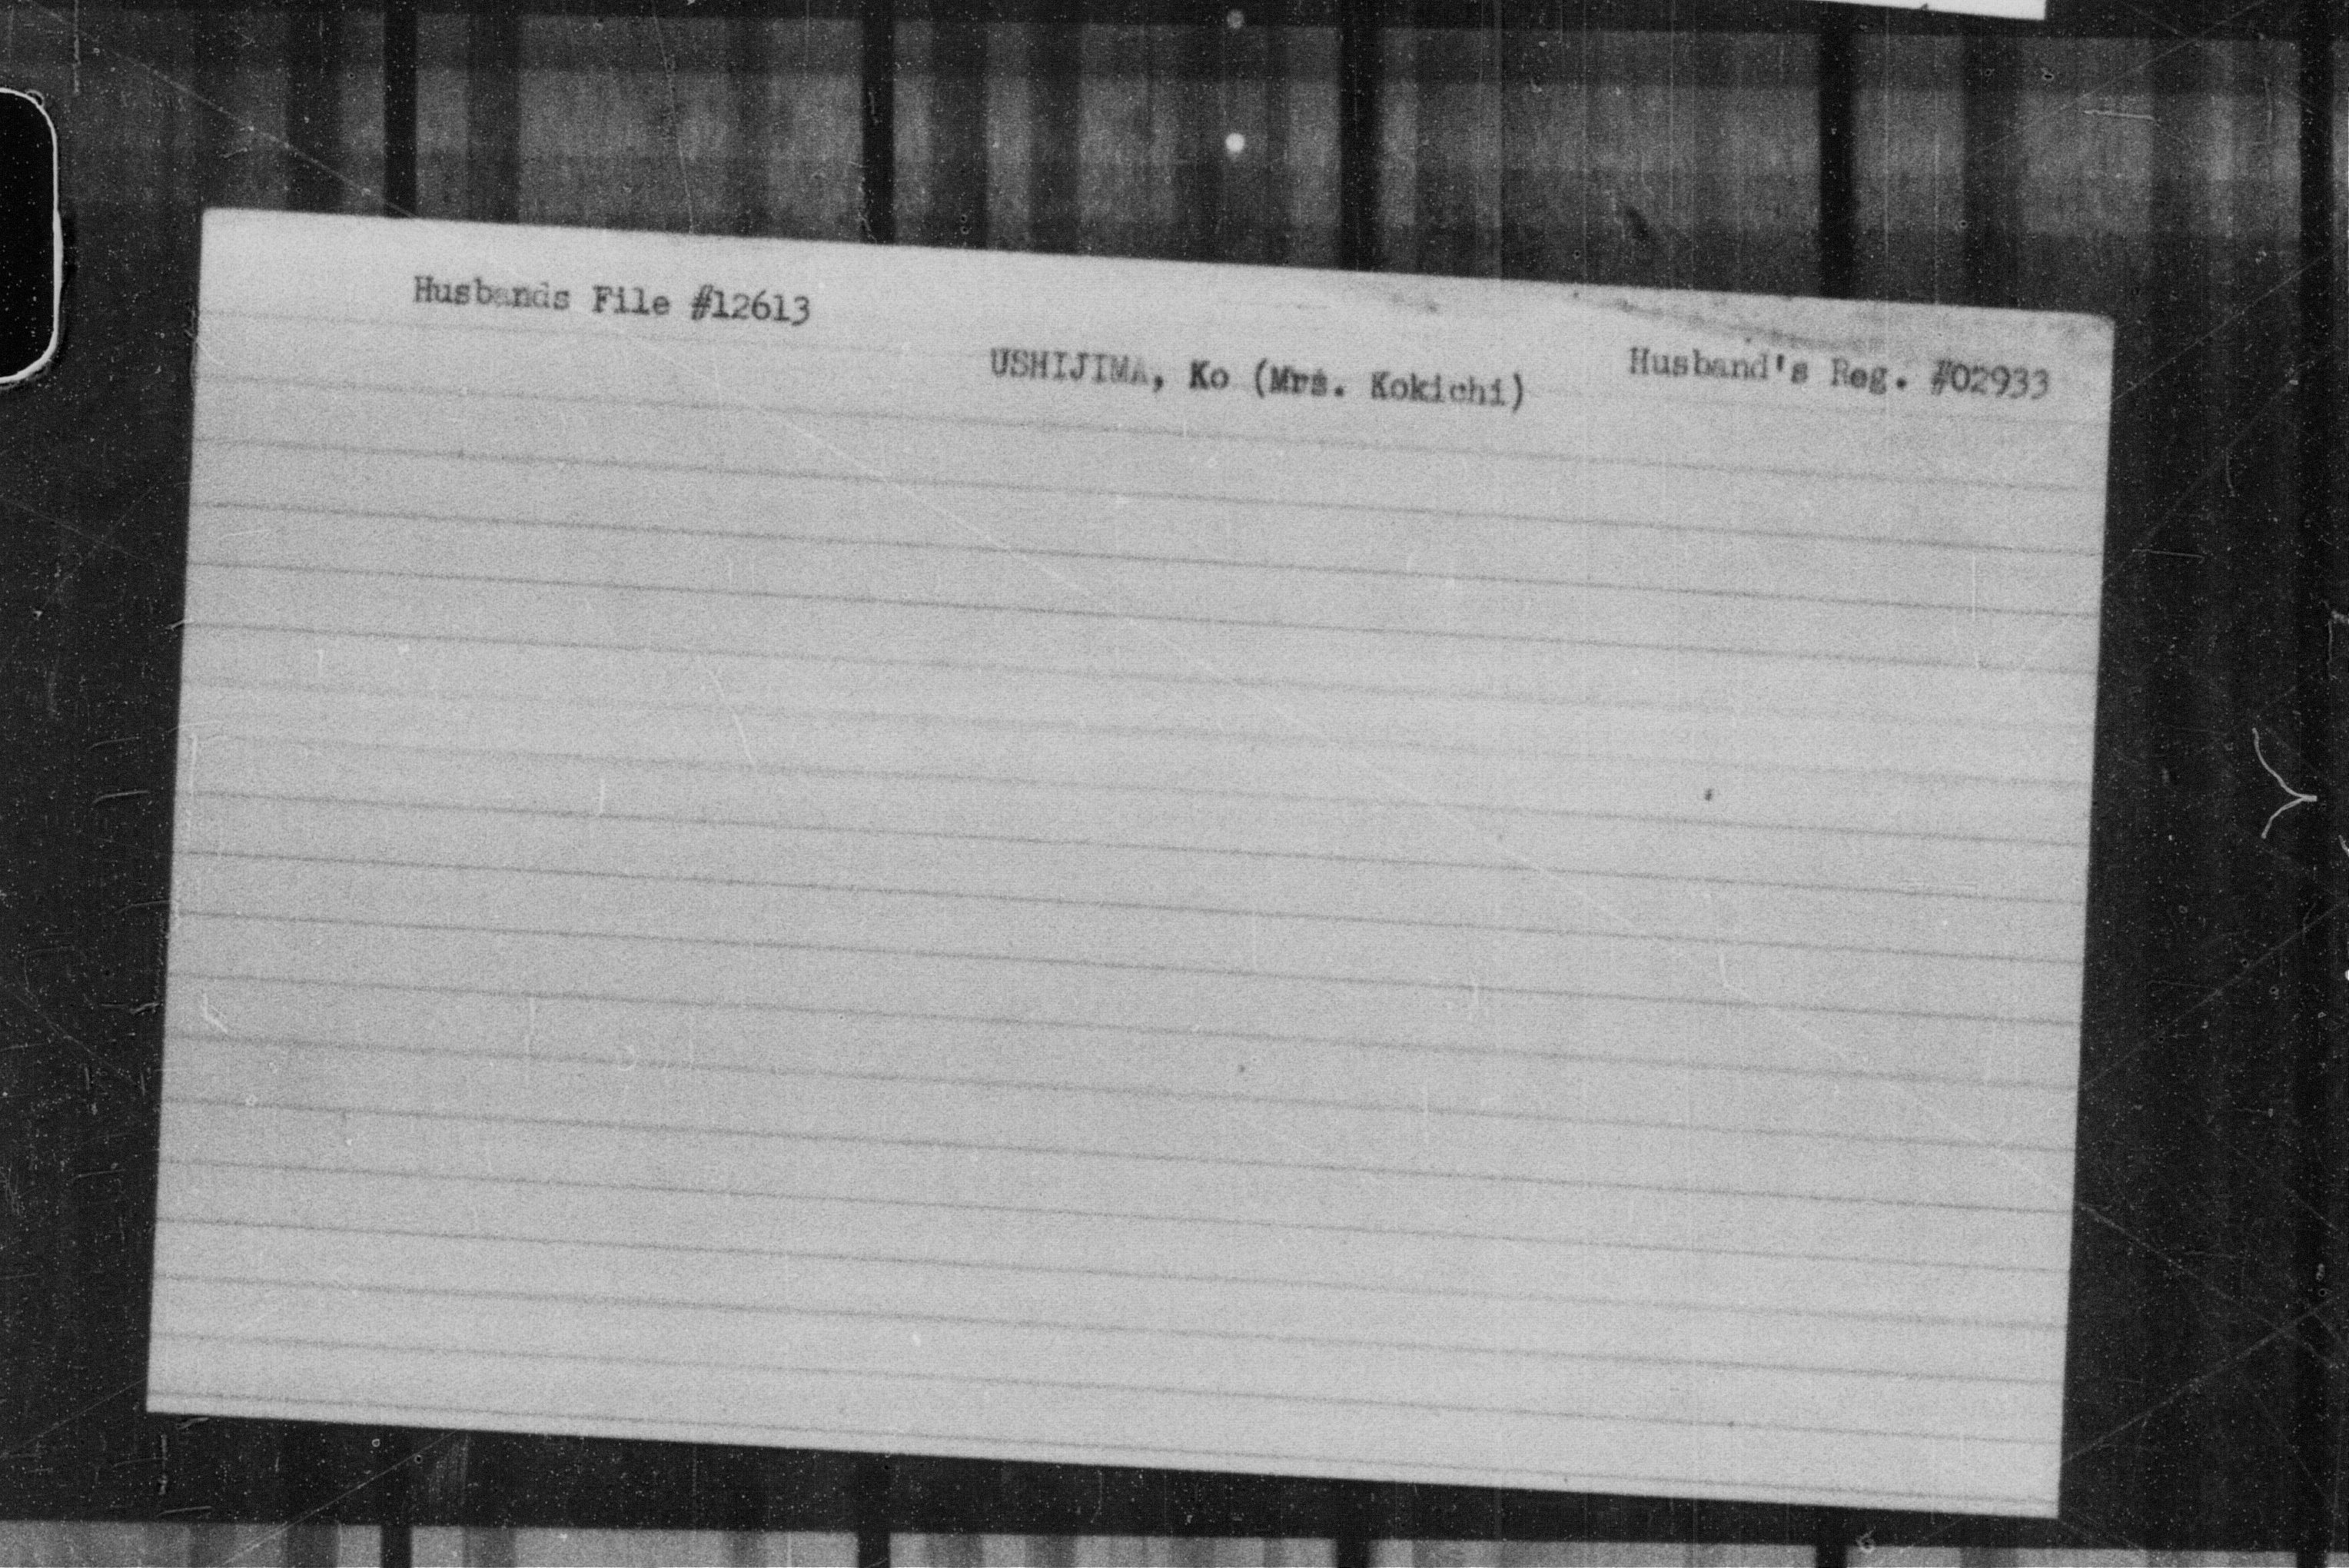 Husbands File #12613
USHIJIMA, Ko (Mrs. Kokichi)
Husband's Reg. #02933